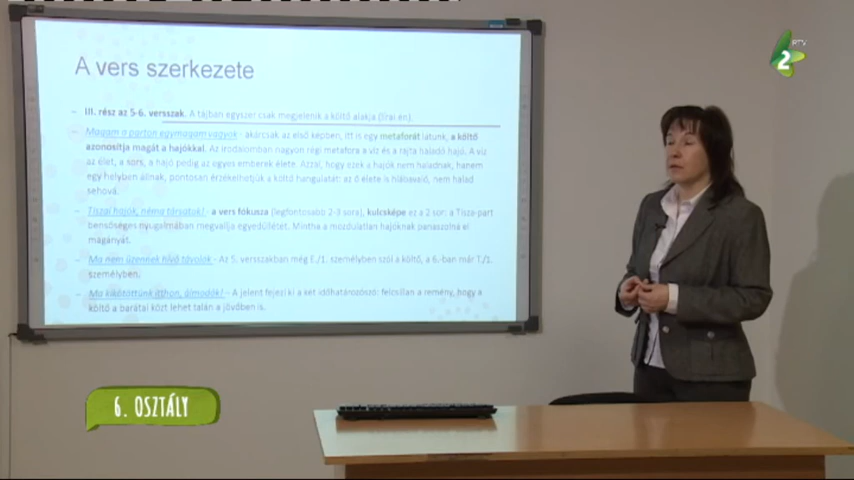 RTV
2
A vers szerkezete
– III. rész az 5-6. versszak. A tájban egyszer csak megjelenik a költő alakja (lírai én).
– Magam a parton egymagam vagyok - akárcsak az első képben, itt is egy metaforát látunk, a költő
azonosítja magát a hajókkal. Az irodalomban nagyon régi metafora a víz és a rajta haladó hajó. A víz
az élet, a sors, a hajó pedig az egyes emberek élete. Azzal, hogy ezek a hajók nem haladnak, hanem
egy helyben állnak, pontosan érzékelhetjük a költő hangulatát: az ő élete is hiábavaló, nem halad
sehová.
– Tiszai hajók, néma társatok! - a vers fókusza (legfontosabb 2-3 sora), kulcsképe ez a 2 sor: a Tisza-part
bensőséges nyugalmában megvallja egyedüllétet. Mintha a mozdulatlan hajóknak panaszolná el
magányát.
– Ma nem üzennek hívó távolok - Az 5. versszakban még E./1. személyben szól a költő, a 6.-ban már T./1.
személyben.
– Ma kikötöttünk itthon, álmodók! - A jelent fejezi ki a két időhatározószó: felcsillan a remény, hogy a
költő a barátai közt lehet talán a jövőben is.
6. OSZTÁLY